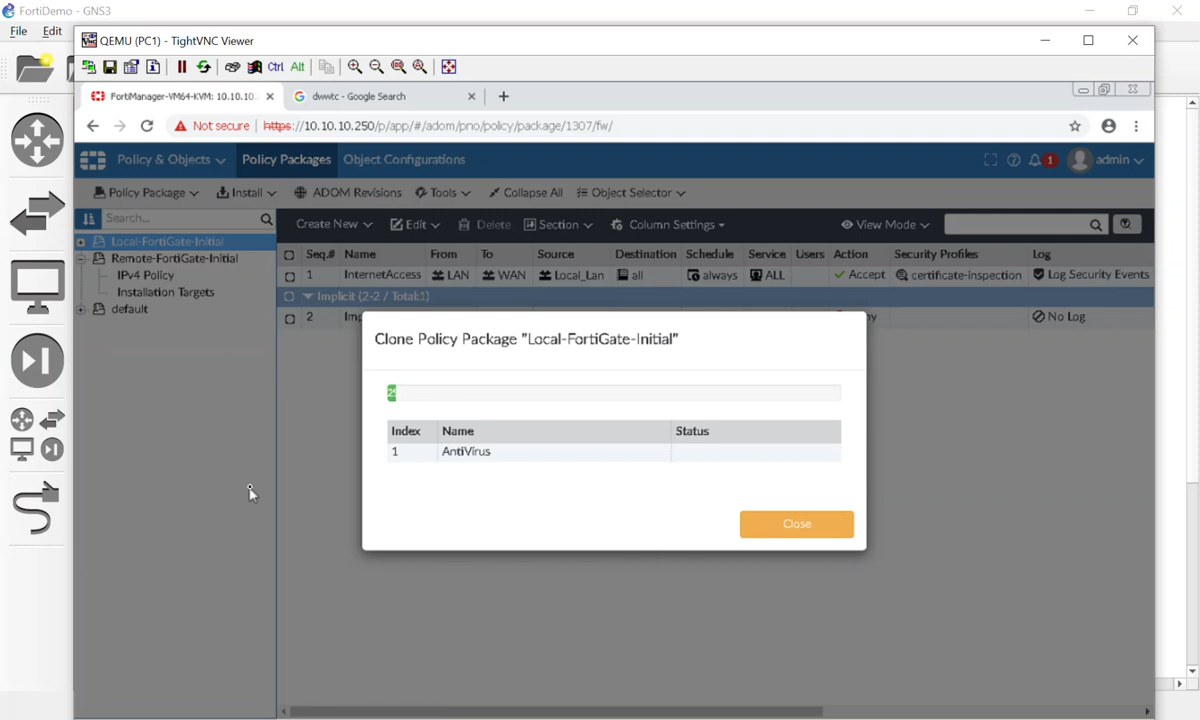 FortiDemo - GNS3
File Edit
QEMU (PC1) - TightVNC Viewer
Ctrl Alt
FortiManager-VM64-KVM: 10.10.10.
dwwtc - Google Search
Not secure https://10.10.10.250/p/app/#/adom/pno/policy/package/1307/fw/
Policy & Objects Policy Packages Object Configurations 1 admin
Policy Package Install ADOM Revisions Tools Collapse All Object Selector
Search...
Create New Edit Delete Section Column Settings View Mode
Local-FortiGate-Initial
Remote-FortiGate-Initial
IPv4 Policy
Installation Targets
default
Seq.# Name From To Source Destination Schedule Service Users Action Security Profiles Log
1 InternetAccess LAN WAN Local_Lan all always ALL Accept certificate-inspection Log Security Events
Implicit (2-2 / Total:1)
2 No Log
Clone Policy Package "Local-FortiGate-Initial"
Index Name Status
1 AntiVirus
Close